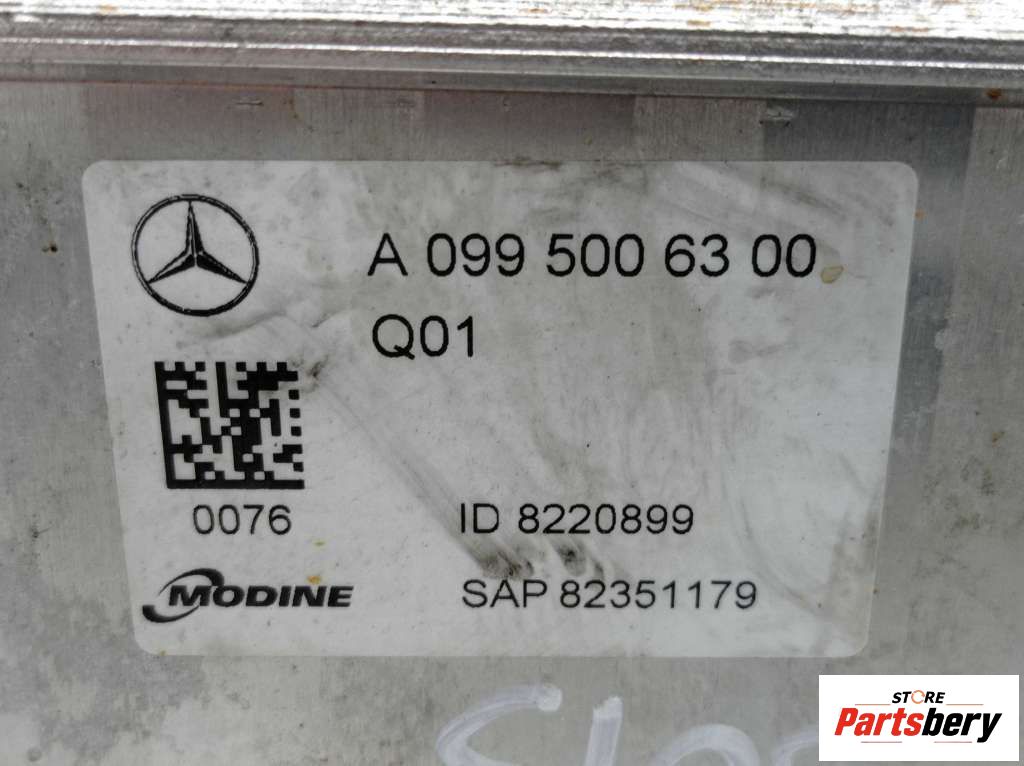 A 099 500 63 00
Q01
0076
ID 8220899
MODINE
SAP 82351179
STORE
Partsbery